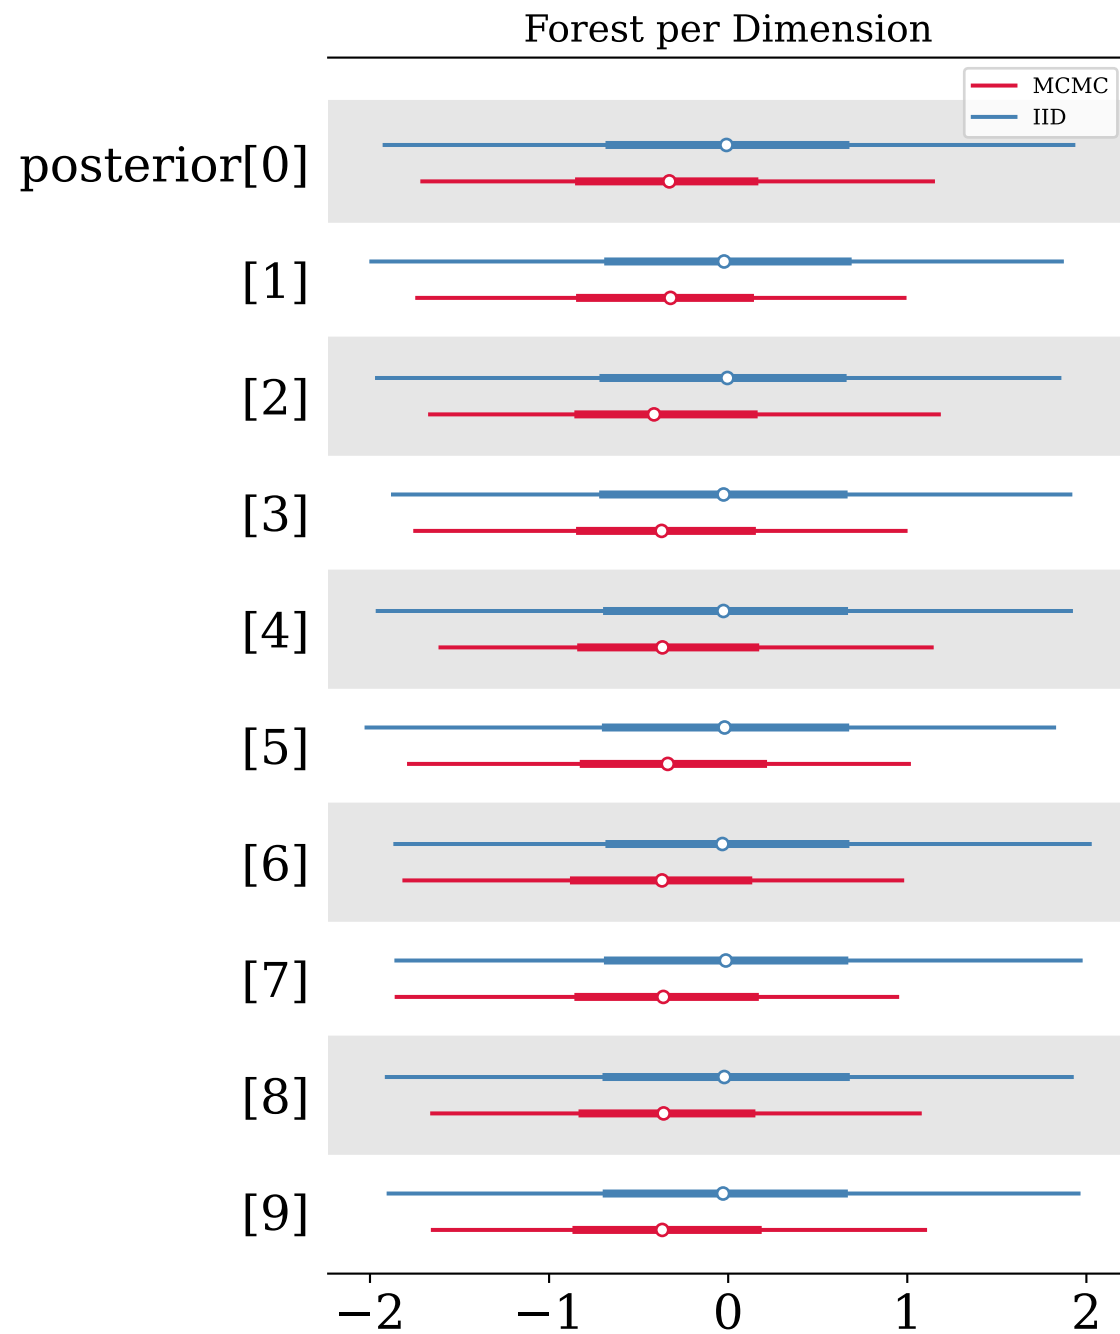 Forest per Dimension
MCMC
IID
posterior[0]
[1]
[2]
[3]
[4]
[5]
[6]
[7]
[8]
[9]
−2 −1 0 1 2